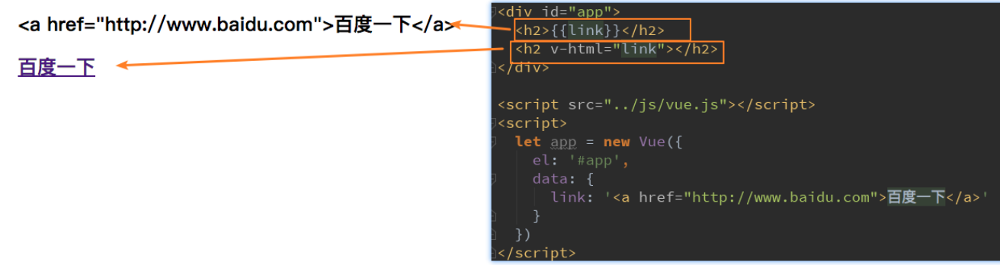 <a href="http://www.baidu.com">百度一下</a>
百度一下
<div id="app">
<h2>{{link}}</h2>
<h2 v-html="link"></h2>
</div>
<script src="../js/vue.js"></script>
<script>
let app = new Vue({
el: '#app',
data: {
link: '<a href="http://www.baidu.com">百度一下</a>'
}
})
</script>